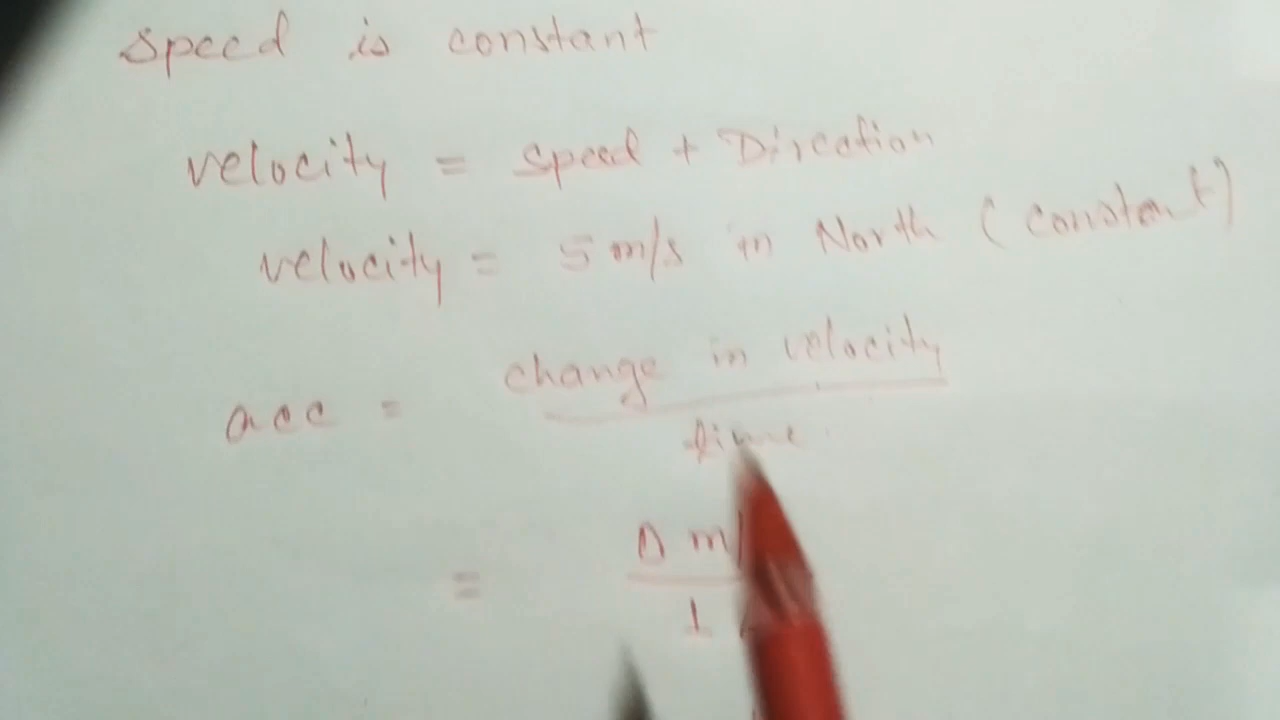 speed is constant
velocity = speed + Direction
velocity = 5 m/s in North (constant)
acc = change in velocity
time
= 0 m/
1